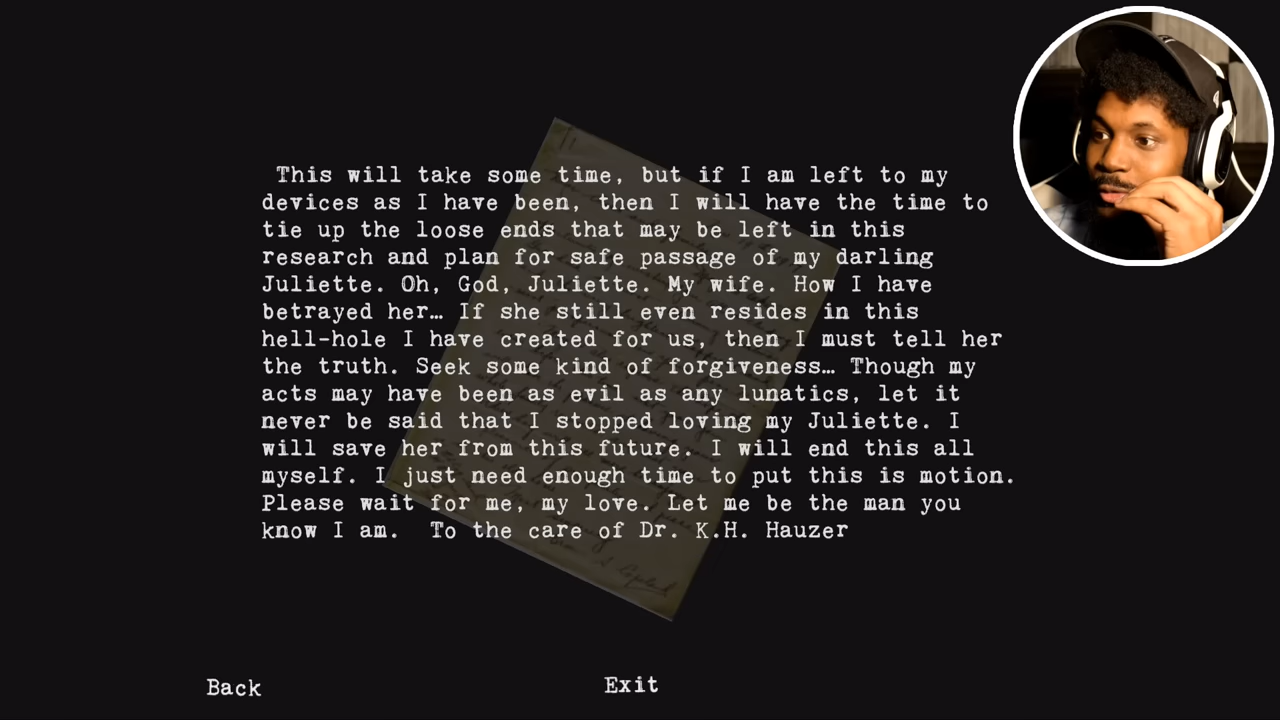 This will take some time, but if I am left to my
devices as I have been, then I will have the time to
tie up the loose ends that may be left in this
research and plan for safe passage of my darling
Juliette. Oh, God, Juliette. My wife. How I have
betrayed her… If she still even resides in this
hell-hole I have created for us, then I must tell her
the truth. Seek some kind of forgiveness… Though my
acts may have been as evil as any lunatics, let it
never be said that I stopped loving my Juliette. I
will save her from this future. I will end this all
myself. I just need enough time to put this is motion.
Please wait for me, my love. Let me be the man you
know I am. To the care of Dr. K.H. Hauzer
Back
Exit